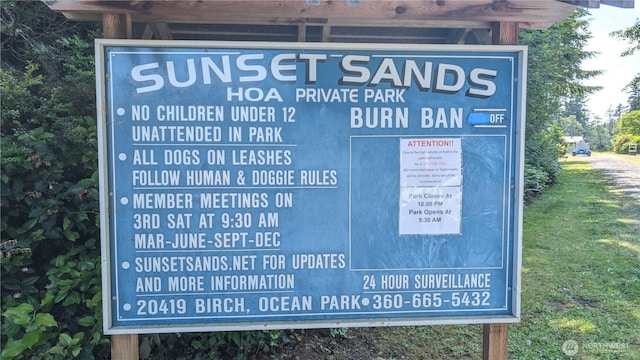 SUNSET SANDS
HOA PRIVATE PARK
• NO CHILDREN UNDER 12
UNATTENDED IN PARK
• ALL DOGS ON LEASHES
FOLLOW HUMAN & DOGGIE RULES
• MEMBER MEETINGS ON
3RD SAT AT 9:30 AM
MAR-JUNE-SEPT-DEC
• SUNSETSANDS.NET FOR UPDATES
AND MORE INFORMATION
BURN BAN OFF
ATTENTION!!
Park Closes At
10:00 PM
Park Opens At
5:30 AM
24 HOUR SURVEILLANCE
• 20419 BIRCH, OCEAN PARK • 360-665-5432
NORTHWEST